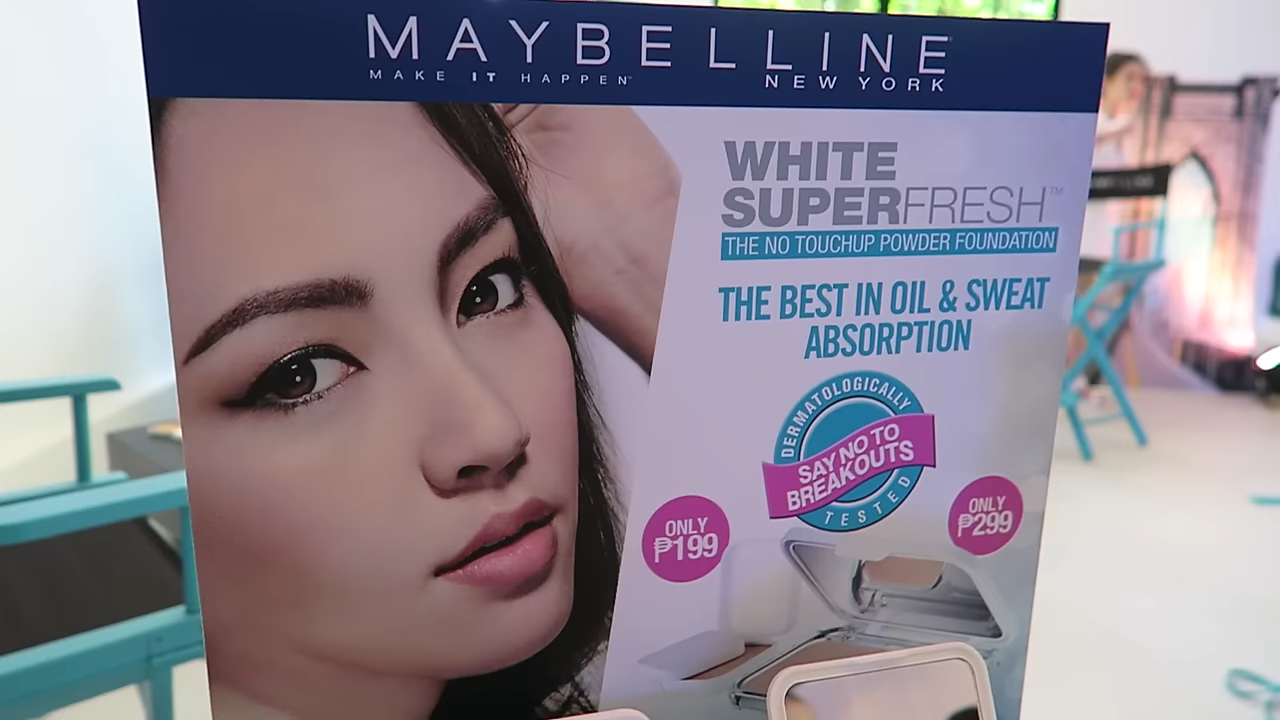 MAYBELLINE
MAKE IT HAPPEN™
NEW YORK
WHITE
SUPERFRESH™
THE NO TOUCHUP POWDER FOUNDATION
THE BEST IN OIL & SWEAT
ABSORPTION
DERMATOLOGICALLY
SAY NO TO
BREAKOUTS
TESTED
ONLY
₱199
ONLY
₱299